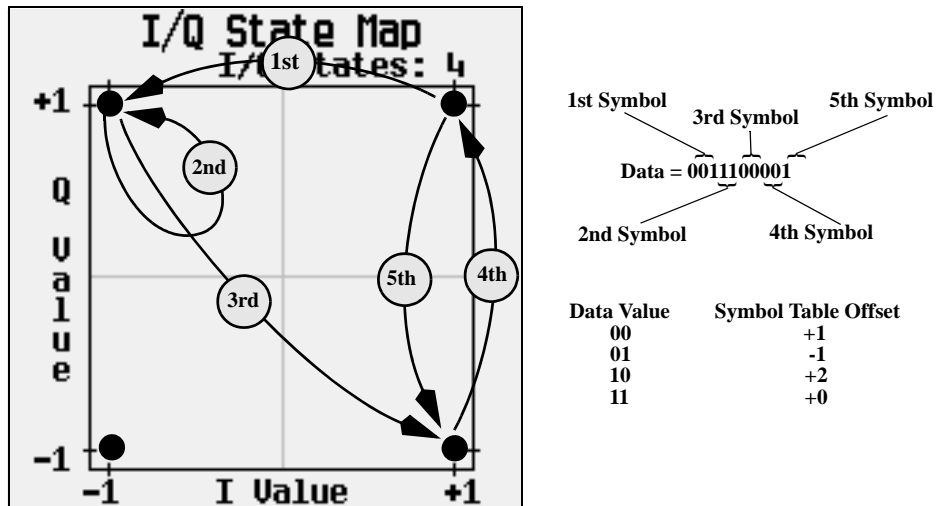 I/Q State Map
I/Q States: 4
1st
+1
2nd
Q Value
5th
4th
3rd
-1
-1
I Value
+1
1st Symbol
5th Symbol
3rd Symbol
Data = 0011100001
2nd Symbol
4th Symbol
Data Value Symbol Table Offset
00 +1
01 -1
10 +2
11 +0